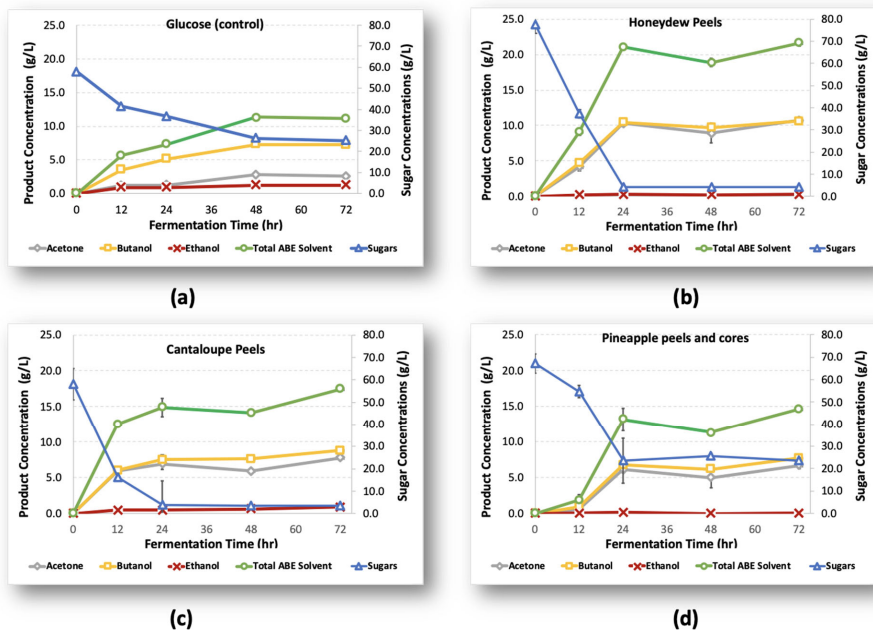 Glucose (control)
Product Concentration (g/L)
25.0
20.0
15.0
10.0
5.0
0.0
80.0
70.0
60.0
50.0
40.0
30.0
20.0
10.0
0.0
Sugar Concentrations (g/L)
0 12 24 36 48 60 72
Fermentation Time (hr)
Acetone Butanol Ethanol Total ABE Solvent Sugars
(a)
Honeydew Peels
Product Concentration (g/L)
25.0
20.0
15.0
10.0
5.0
0.0
80.0
70.0
60.0
50.0
40.0
30.0
20.0
10.0
0.0
Sugar Concentrations (g/L)
0 12 24 36 48 60 72
Fermentation Time (hr)
Acetone Butanol Ethanol Total ABE Solvent Sugars
(b)
Cantaloupe Peels
Product Concentration (g/L)
25.0
20.0
15.0
10.0
5.0
0.0
80.0
70.0
60.0
50.0
40.0
30.0
20.0
10.0
0.0
Sugar Concentrations (g/L)
0 12 24 36 48 60 72
Fermentation Time (hr)
Acetone Butanol Ethanol Total ABE Solvent Sugars
(c)
Pineapple peels and cores
Product Concentration (g/L)
25.0
20.0
15.0
10.0
5.0
0.0
80.0
70.0
60.0
50.0
40.0
30.0
20.0
10.0
0.0
Sugar Concentrations (g/L)
0 12 24 36 48 60 72
Fermentation Time (hr)
Acetone Butanol Ethanol Total ABE Solvent Sugars
(d)